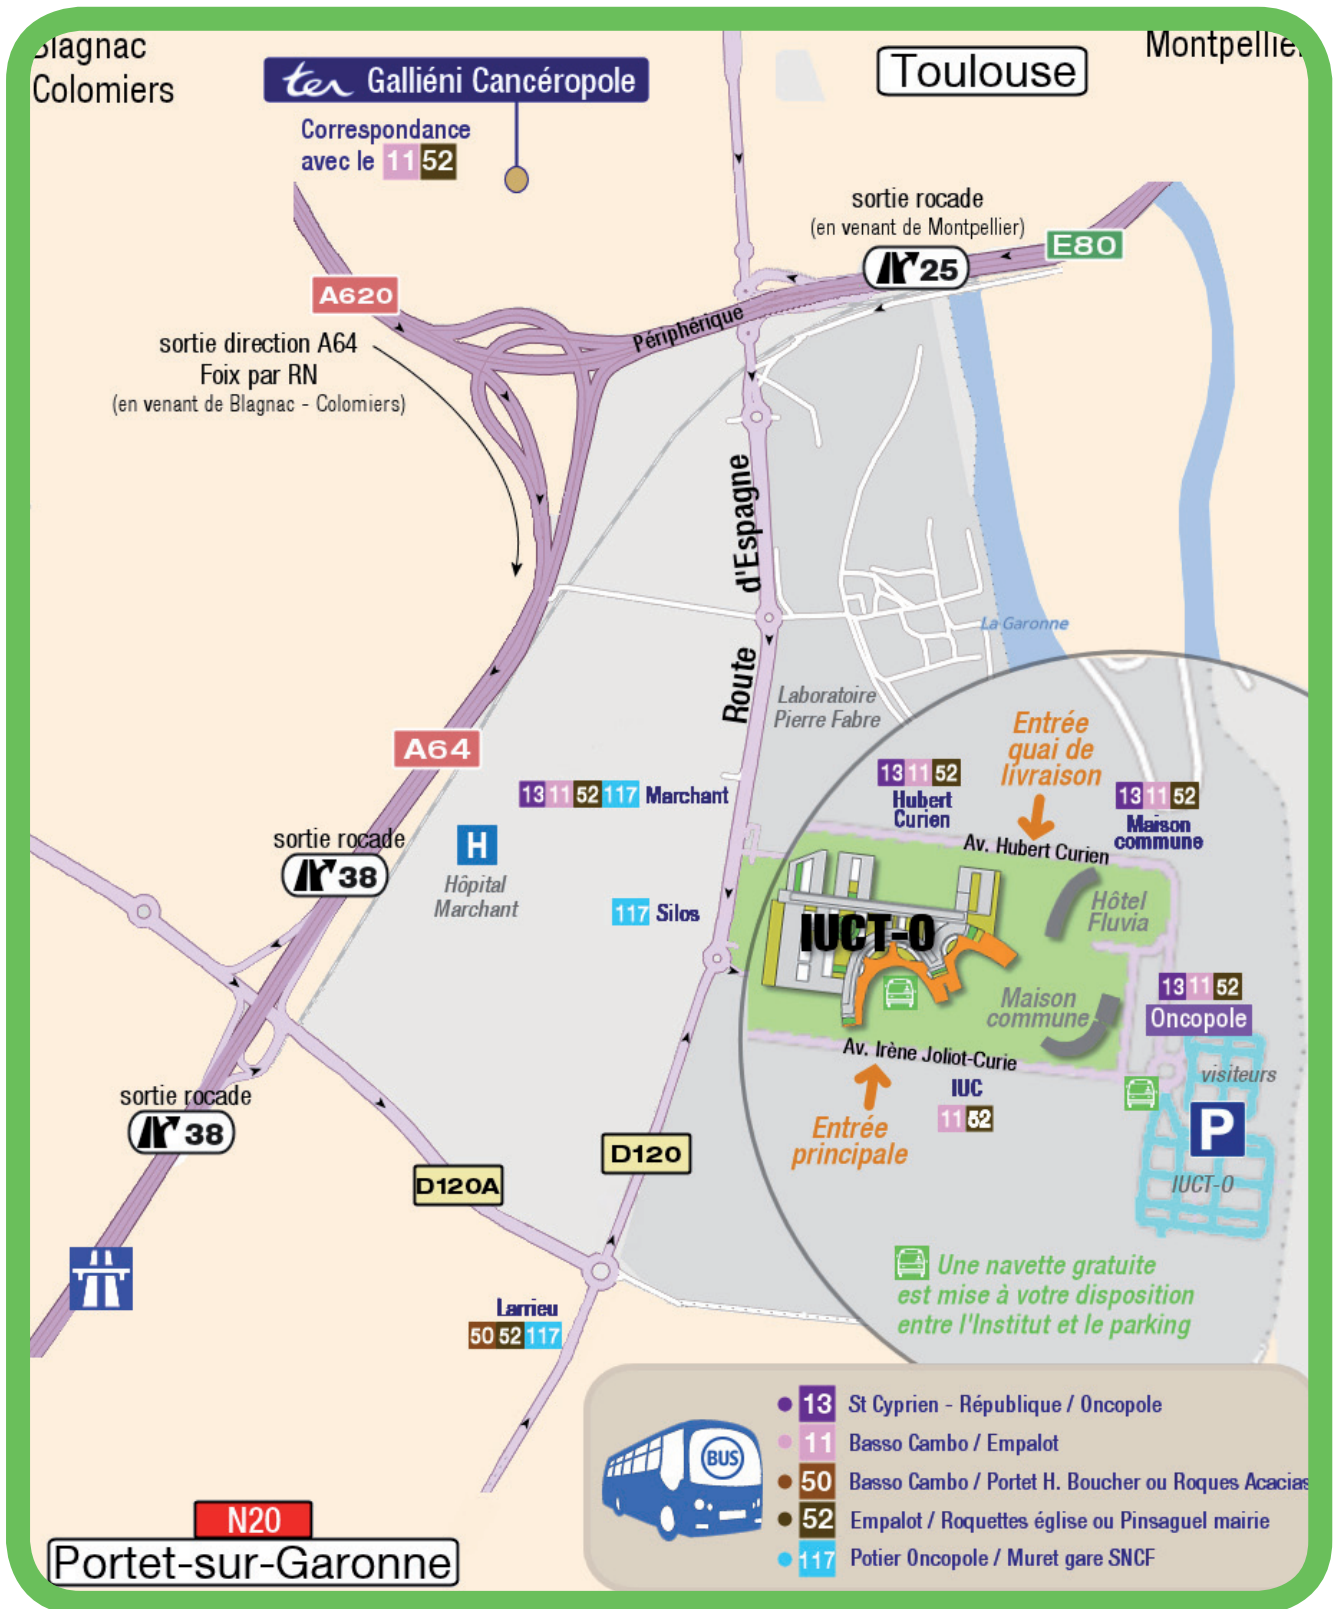 Blagnac
Colomiers
ter Galliéni Cancéropole
Correspondance
avec le 11 52
Toulouse
Montpellier
sortie rocade
(en venant de Montpellier)
25
E80
A620
Périphérique
sortie direction A64
Foix par RN
(en venant de Blagnac - Colomiers)
Route d'Espagne
La Garonne
Laboratoire
Pierre Fabre
A64
13 11 52 117 Marchant
H
Hôpital
Marchant
117 Silos
sortie rocade
38
sortie rocade
38
Entrée
quai de
livraison
13 11 52
Hubert
Curien
13 11 52
Maison
commune
Av. Hubert Curien
Hôtel
Fluvia
IUCT-O
Maison
commune
13 11 52
Oncopole
Av. Irène Joliot-Curie
IUC
11 52
visiteurs
P
IUCT-O
Entrée
principale
D120
D120A
Une navette gratuite
est mise à votre disposition
entre l'Institut et le parking
Larrieu
50 52 117
BUS
13 St Cyprien - République / Oncopole
11 Basso Cambo / Empalot
50 Basso Cambo / Portet H. Boucher ou Roques Acacias
52 Empalot / Roquettes église ou Pinsaguel mairie
117 Potier Oncopole / Muret gare SNCF
N20
Portet-sur-Garonne